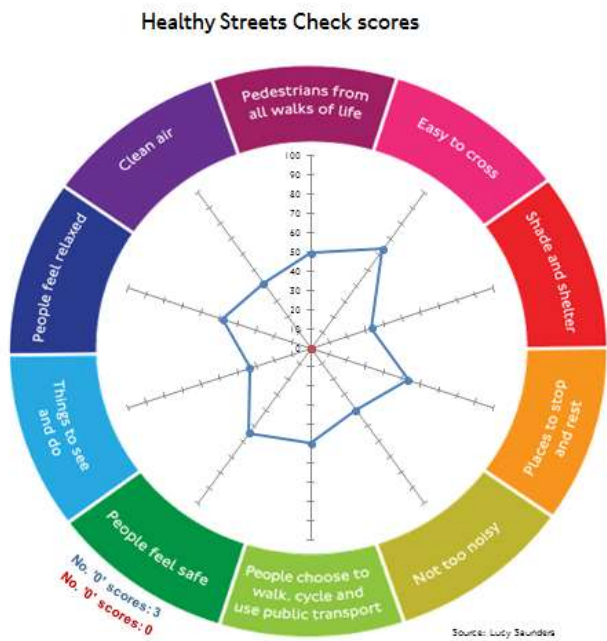 Healthy Streets Check scores
Pedestrians from
all walks of life
Easy to cross
Shade and shelter
Places to stop
and rest
Not too noisy
People choose to
walk, cycle and
use public transport
People feel safe
Things to see
and do
People feel relaxed
Clean air
100
90
80
70
60
50
40
30
20
10
0
No. '0' scores: 3
No. '0' scores: 0
Source: Lucy Saunders